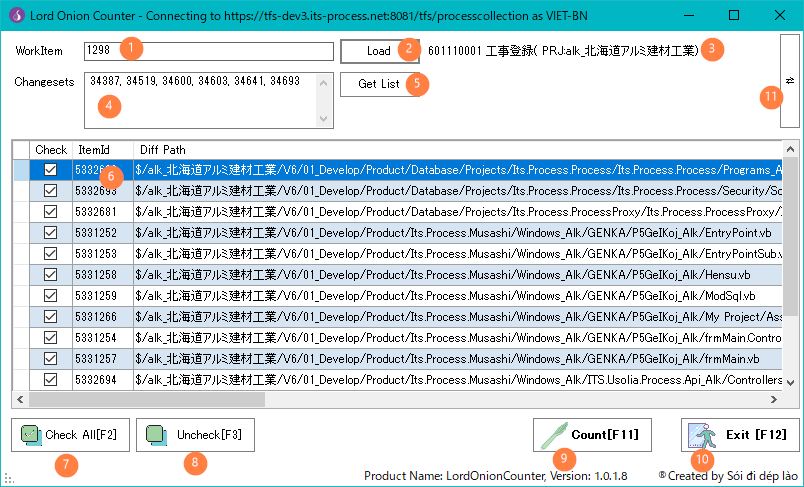 Lord Onion Counter - Connecting to https://tfs-dev3.its-process.net:8081/tfs/processcollection as VIET-BN
WorkItem 1298 1 Load 2 601110001 工事登録( PRJ:alk_北海道アルミ建材工業) 3
Changesets 34387, 34519, 34600, 34603, 34641, 34693 4 Get List 5 11
Check ItemId Diff Path
$/alk_北海道アルミ建材工業/V6/01_Develop/Product/Database/Projects/Its.Process.Process/Its.Process.Process/Programs_A
6
5332693 $/alk_北海道アルミ建材工業/V6/01_Develop/Product/Database/Projects/Its.Process.Process/Its.Process.Process/Security/Sc
5332681 $/alk_北海道アルミ建材工業/V6/01_Develop/Product/Database/Projects/Its.Process.ProcessProxy/Its.Process.ProcessProxy/I
5331252 $/alk_北海道アルミ建材工業/V6/01_Develop/Product/Its.Process.Musashi/Windows_Alk/GENKA/P5GeIKoj_Alk/EntryPoint.vb
5331253 $/alk_北海道アルミ建材工業/V6/01_Develop/Product/Its.Process.Musashi/Windows_Alk/GENKA/P5GeIKoj_Alk/EntryPointSub.v
5331258 $/alk_北海道アルミ建材工業/V6/01_Develop/Product/Its.Process.Musashi/Windows_Alk/GENKA/P5GeIKoj_Alk/Hensu.vb
5331259 $/alk_北海道アルミ建材工業/V6/01_Develop/Product/Its.Process.Musashi/Windows_Alk/GENKA/P5GeIKoj_Alk/ModSql.vb
5331266 $/alk_北海道アルミ建材工業/V6/01_Develop/Product/Its.Process.Musashi/Windows_Alk/GENKA/P5GeIKoj_Alk/My Project/Ass
5331254 $/alk_北海道アルミ建材工業/V6/01_Develop/Product/Its.Process.Musashi/Windows_Alk/GENKA/P5GeIKoj_Alk/frmMain.Contro
5331257 $/alk_北海道アルミ建材工業/V6/01_Develop/Product/Its.Process.Musashi/Windows_Alk/GENKA/P5GeIKoj_Alk/frmMain.vb
5332694 $/alk_北海道アルミ建材工業/V6/01_Develop/Product/Its.Process.Musashi/Windows_Alk/ITS.Usolia.Process.Api_Alk/Controllers
Check All[F2] Uncheck[F3] Count[F11] Exit [F12]
7 8 9 10
Product Name: LordOnionCounter, Version: 1.0.1.8 ®Created by Sói đi dép lào